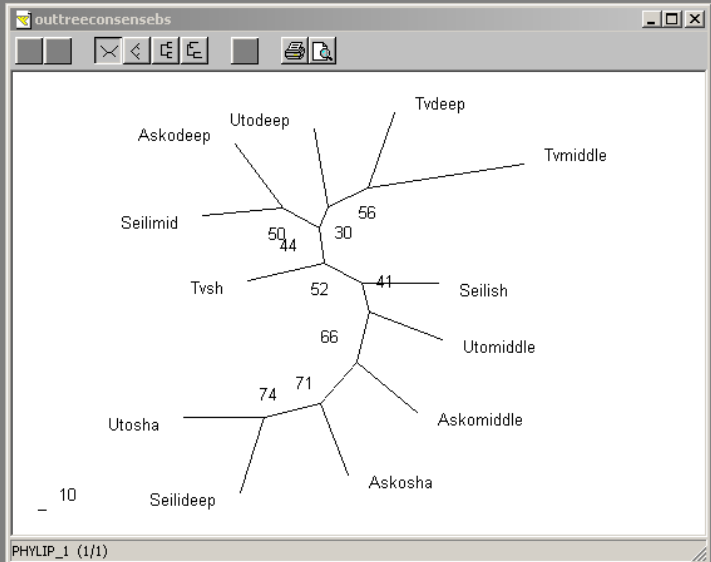 outtreeconsensebs
Tvdeep
Utodeep
Askodeep
Tvmiddle
56
Seilimid
50
44
30
Tvsh
52
41
Seilish
66
Utomiddle
71
74
Askomiddle
Utosha
Askosha
Seilideep
10
PHYLIP_1 (1/1)